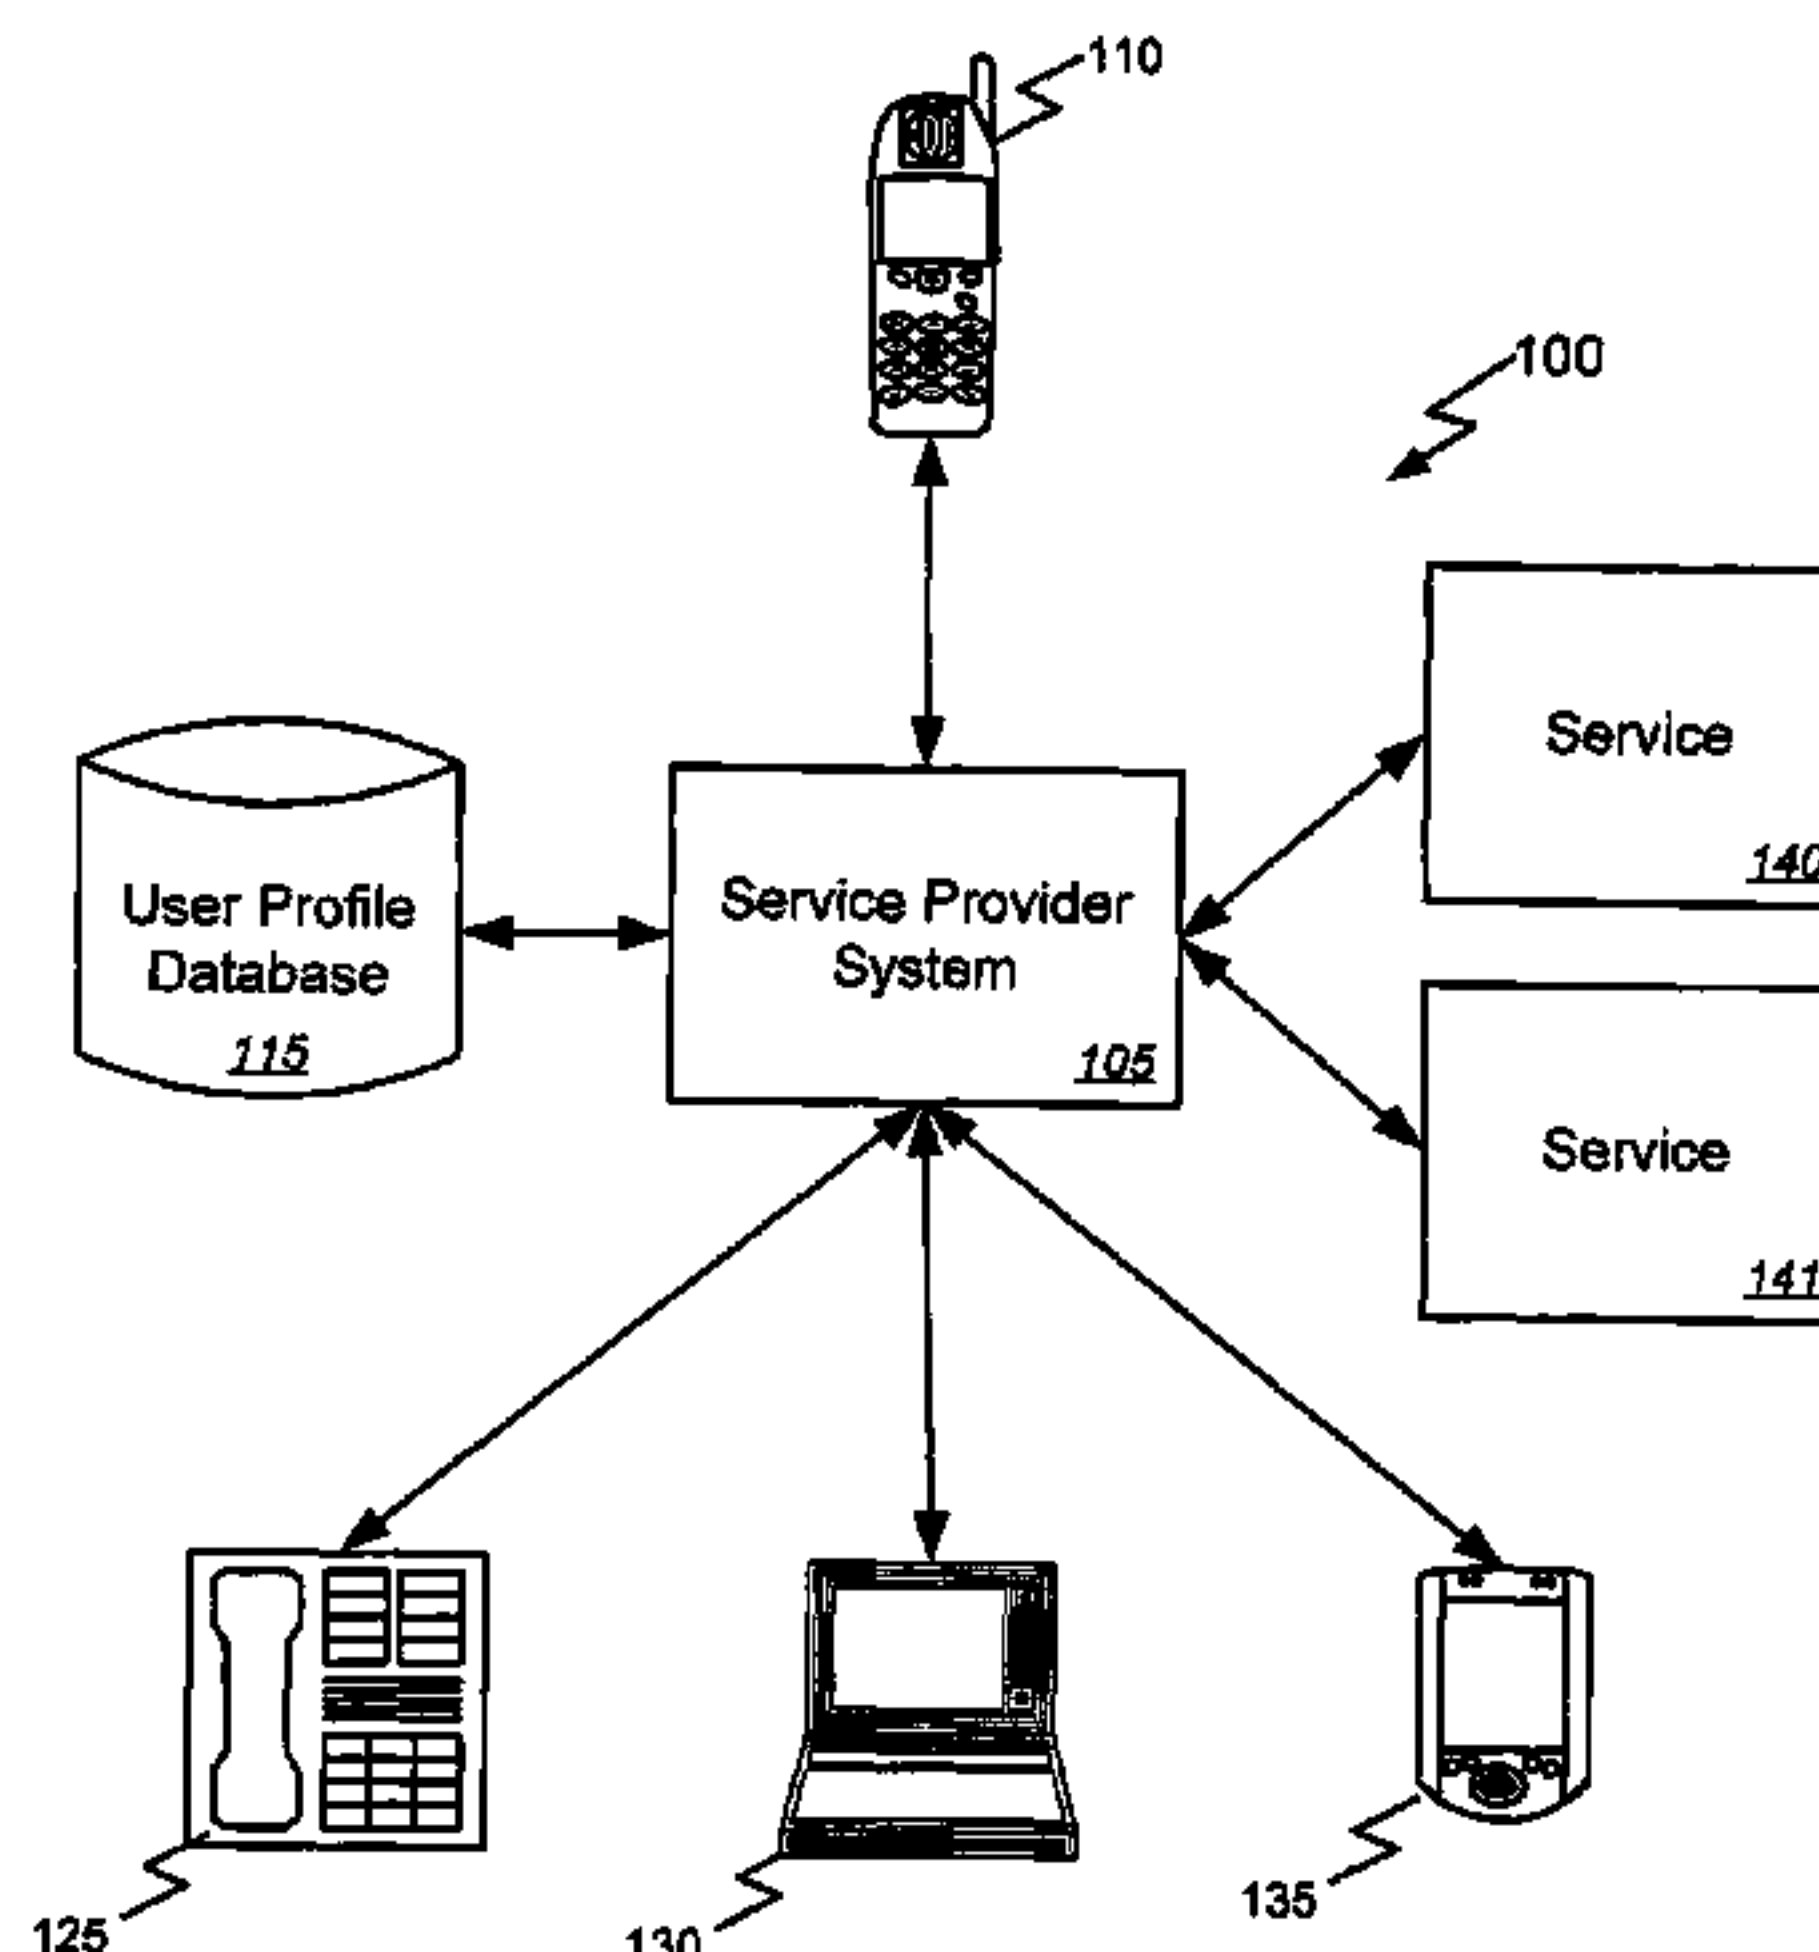 110
100
Service
140
User Profile
Database
115
Service Provider
System
105
Service
141
125
130
135